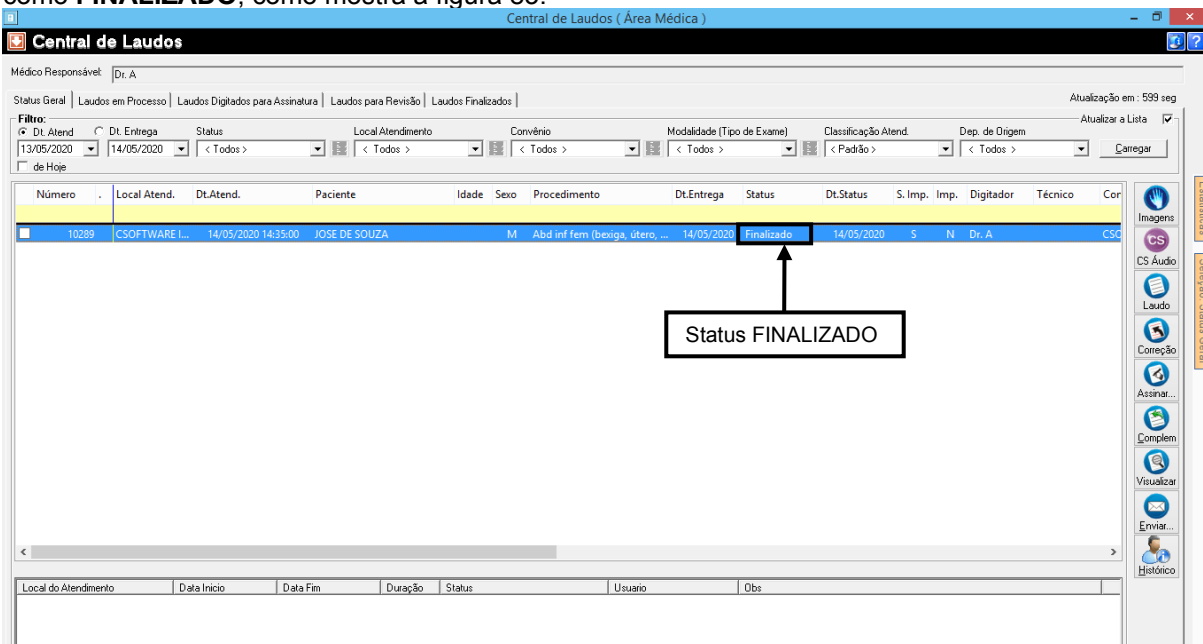 como FINALIZADO, como mostra a figura
Central de Laudos ( Área Médica )
Central de Laudos
Médico Responsável: Dr. A
Status Geral Laudos em Processo Laudos Digitados para Assinatura Laudos para Revisão Laudos Finalizados Atualização em : 599 seg
Filtro: Atualizar a Lista
Dt. Atend Dt. Entrega Status Local Atendimento Convênio Modalidade (Tipo de Exame) Classificação Atend. Dep. de Origem
13/05/2020 14/05/2020 < Todos > < Todos > < Todos > < Todos > < Padrão > < Todos > Carregar
de Hoje
Número . Local Atend. Dt.Atend. Paciente Idade Sexo Procedimento Dt.Entrega Status Dt.Status S. Imp. Imp. Digitador Técnico Cor
10289 CSOFTWARE I... 14/05/2020 14:35:00 JOSE DE SOUZA M Abd inf fem (bexiga, útero, ... 14/05/2020 Finalizado 14/05/2020 S N Dr. A CSO
Status FINALIZADO
Imagens
CS
CS Áudio
Laudo
Correção
Assinar...
Complem
Visualizar
Enviar...
Histórico
Local do Atendimento Data Inicio Data Fim Duração Status Usuario Obs